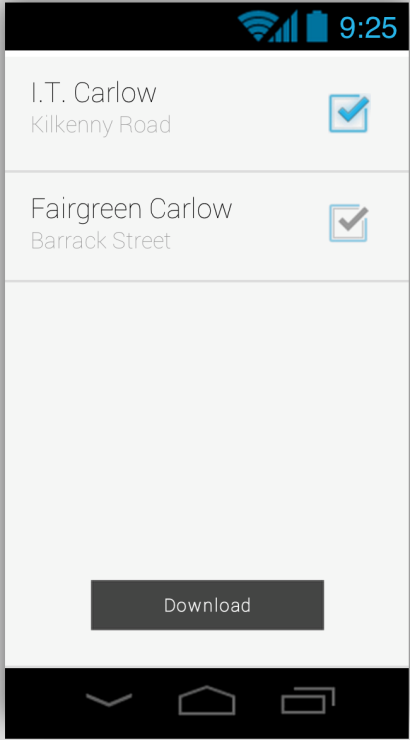 9:25
I.T. Carlow
Kilkenny Road
Fairgreen Carlow
Barrack Street
Download